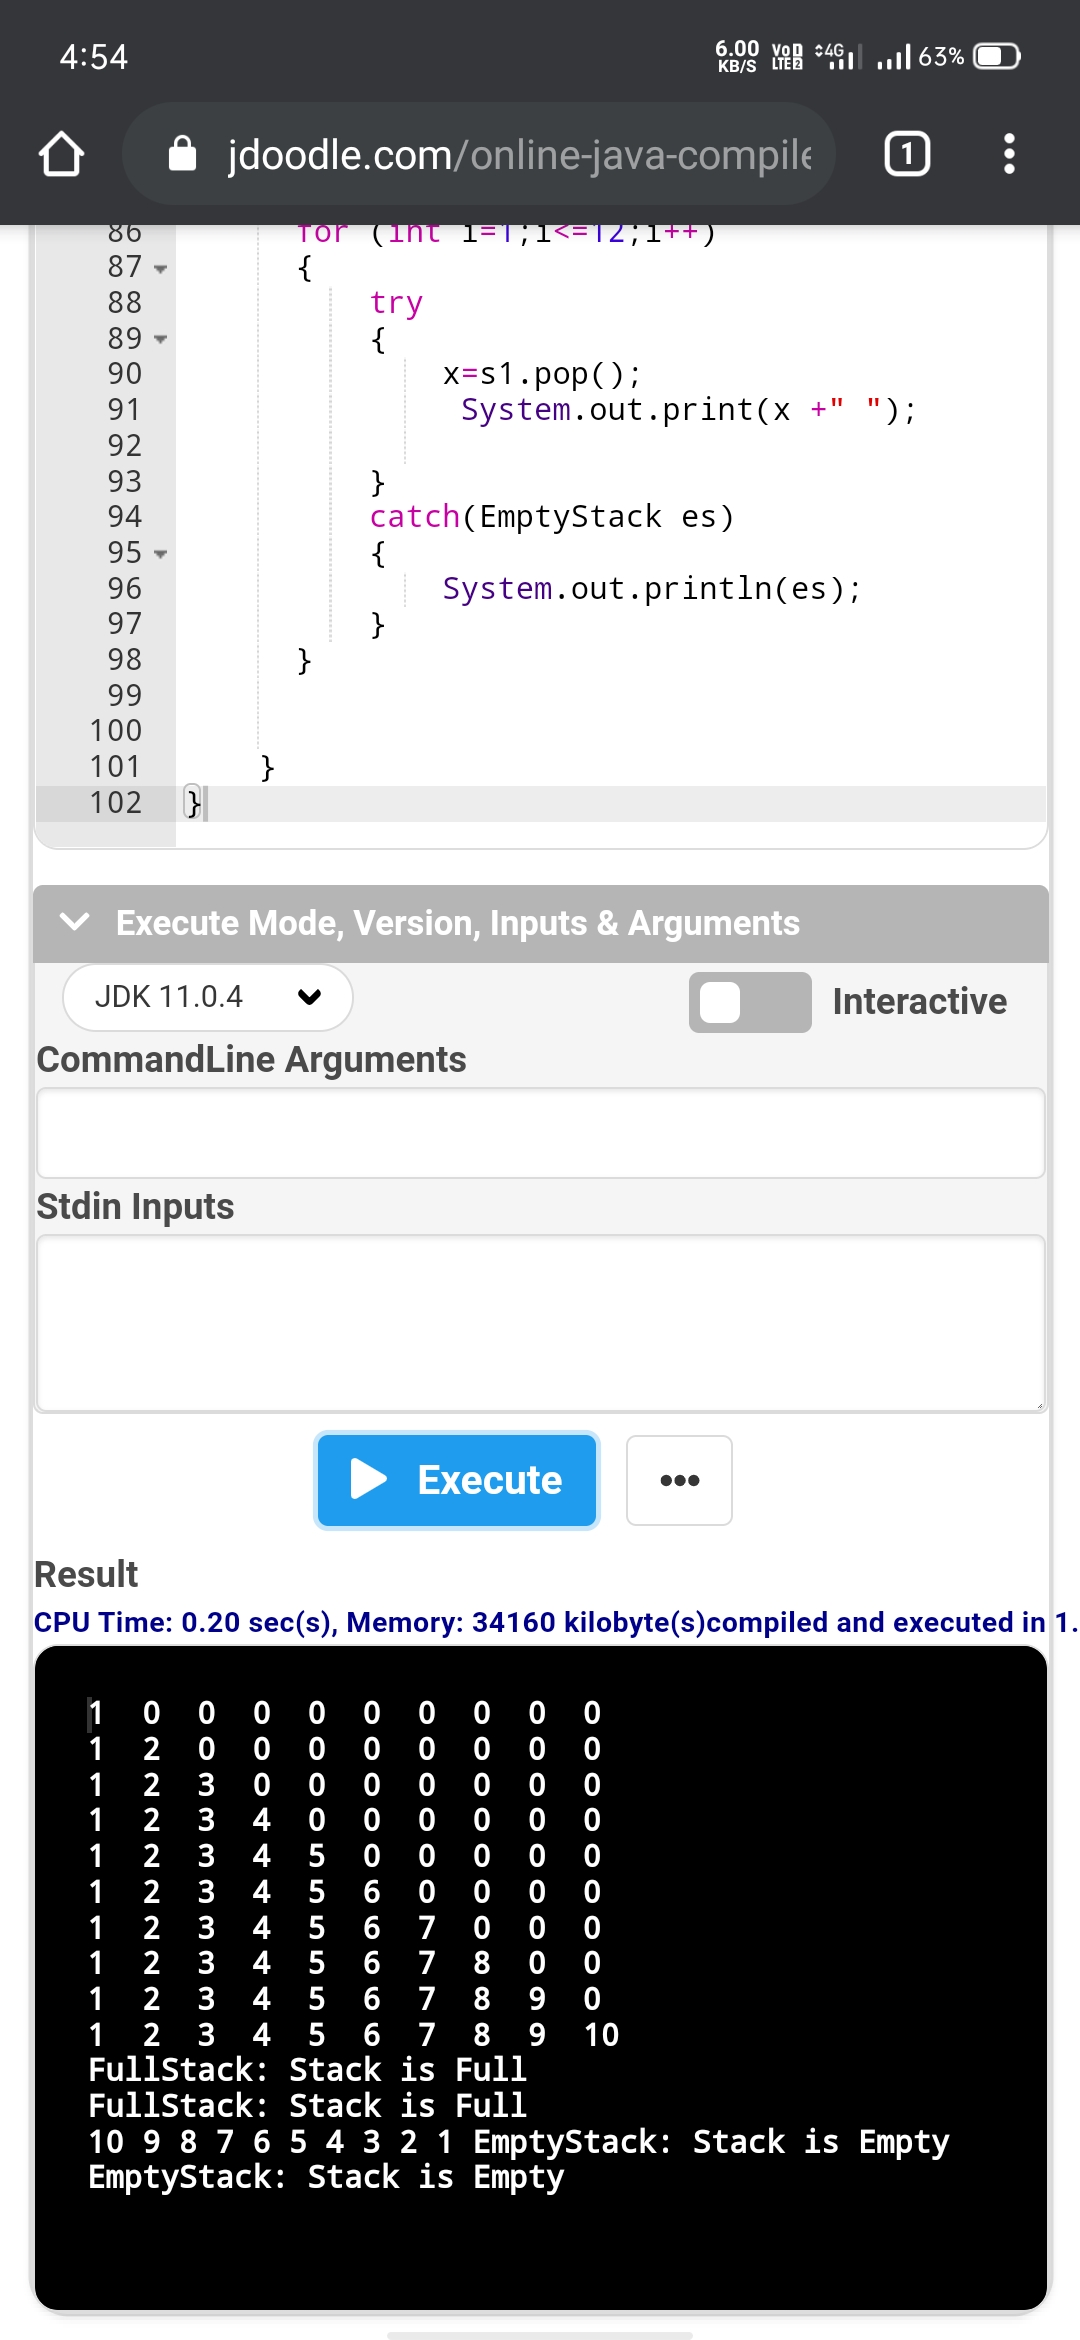 4:54
6.00 KB/S Vo LTE 2 4G 63%
jdoodle.com/online-java-compile
1
86 for (int i=1;i<=12;i++)
87 {
88 try
89 {
90 x=s1.pop();
91 System.out.print(x +" ");
92
93 }
94 catch(EmptyStack es)
95 {
96 System.out.println(es);
97 }
98 }
99
100
101 }
102 }
Execute Mode, Version, Inputs & Arguments
JDK 11.0.4
Interactive
CommandLine Arguments
Stdin Inputs
Execute
Result
CPU Time: 0.20 sec(s), Memory: 34160 kilobyte(s)compiled and executed in 1.
1 0 0 0 0 0 0 0 0 0
1 2 0 0 0 0 0 0 0 0
1 2 3 0 0 0 0 0 0 0
1 2 3 4 0 0 0 0 0 0
1 2 3 4 5 0 0 0 0 0
1 2 3 4 5 6 0 0 0 0
1 2 3 4 5 6 7 0 0 0
1 2 3 4 5 6 7 8 0 0
1 2 3 4 5 6 7 8 9 0
1 2 3 4 5 6 7 8 9 10
FullStack: Stack is Full
FullStack: Stack is Full
10 9 8 7 6 5 4 3 2 1 EmptyStack: Stack is Empty
EmptyStack: Stack is Empty